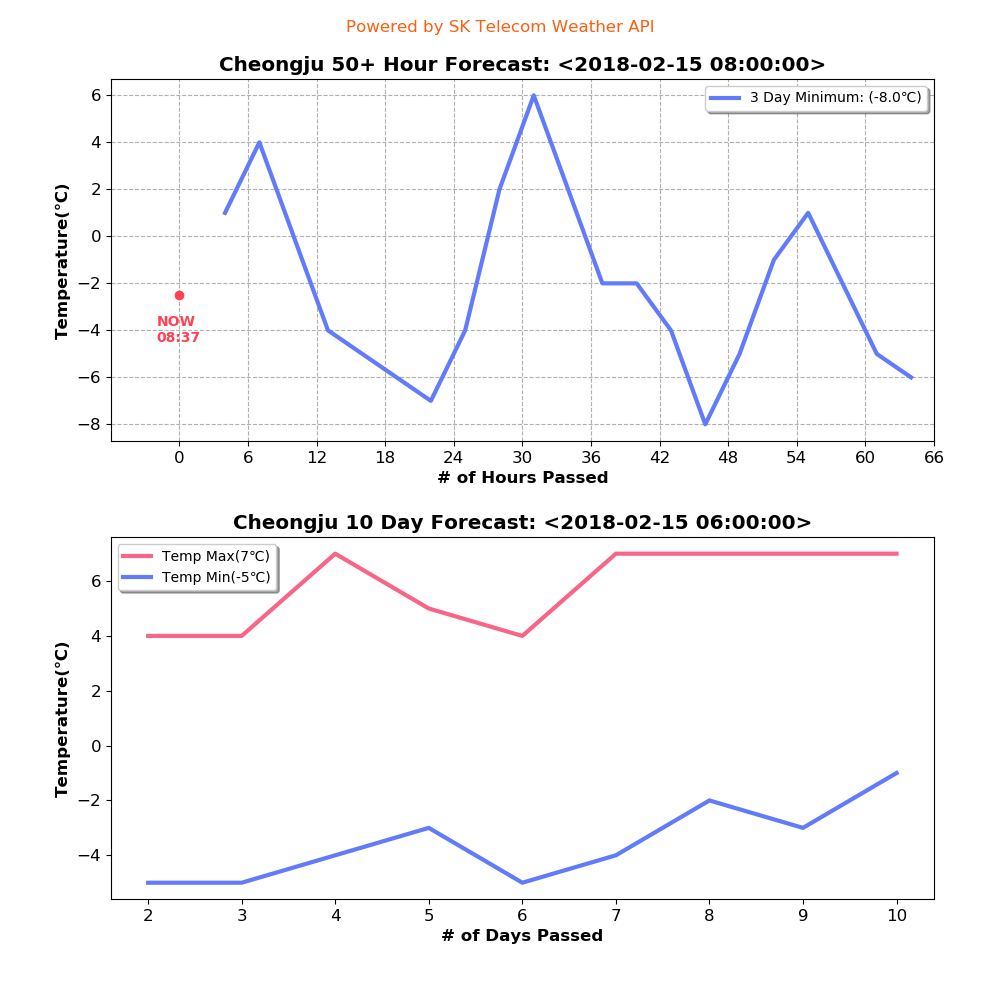 Powered by SK Telecom Weather API
Cheongju 50+ Hour Forecast: <2018-02-15 08:00:00>
3 Day Minimum: (-8.0℃)
6
4
2
0
−2
−4
−6
−8
Temperature(℃)
NOW
08:37
0 6 12 18 24 30 36 42 48 54 60 66
# of Hours Passed
Cheongju 10 Day Forecast: <2018-02-15 06:00:00>
Temp Max(7℃)
Temp Min(-5℃)
6
4
2
0
−2
−4
Temperature(℃)
2 3 4 5 6 7 8 9 10
# of Days Passed